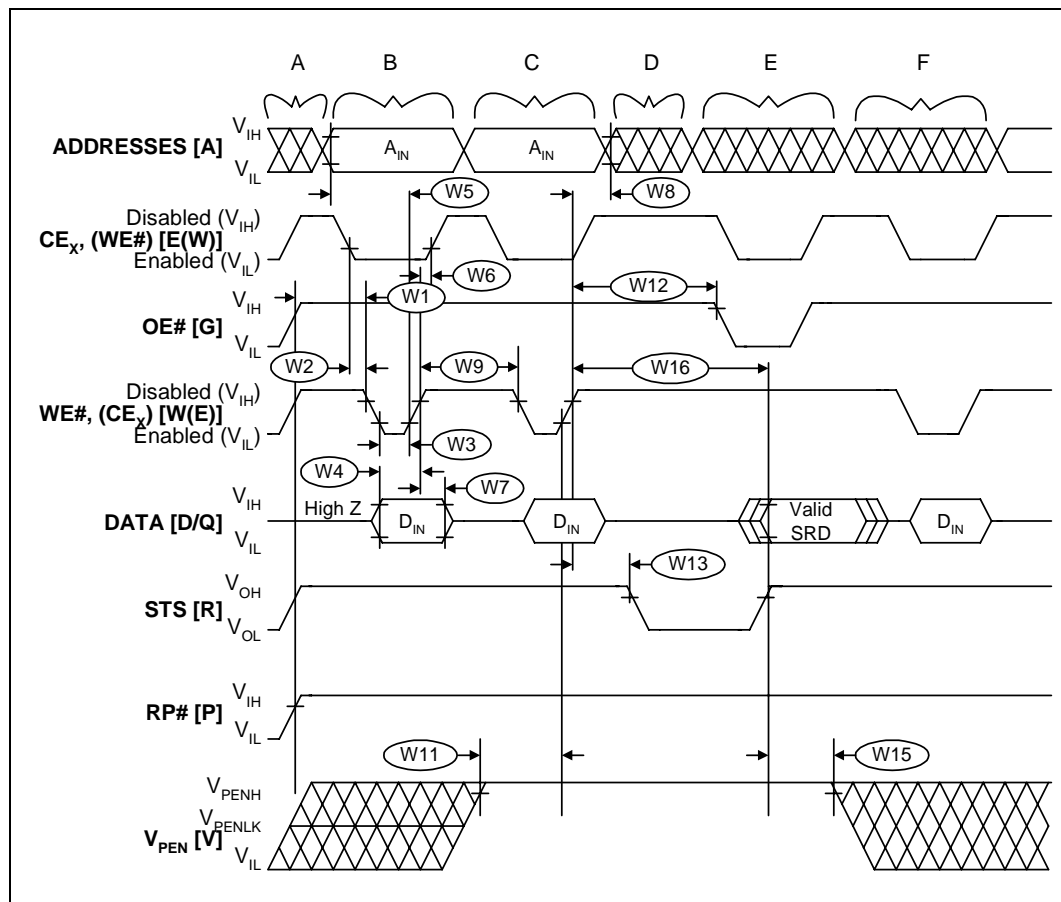 A B C D E F
V_IH
ADDRESSES [A] A_IN A_IN
V_IL
W5 W8
Disabled (V_IH)
CE_X, (WE#) [E(W)]
Enabled (V_IL)
W6
W1 W12
V_IH
OE# [G]
V_IL
W2 W9 W16
Disabled (V_IH)
WE#, (CE_X) [W(E)]
Enabled (V_IL)
W3
W4 W7
V_IH High Z
DATA [D/Q] D_IN D_IN Valid SRD D_IN
V_IL
W13
V_OH
STS [R]
V_OL
V_IH
RP# [P]
V_IL
W11 W15
V_PENH
V_PENLK
V_PEN [V]
V_IL